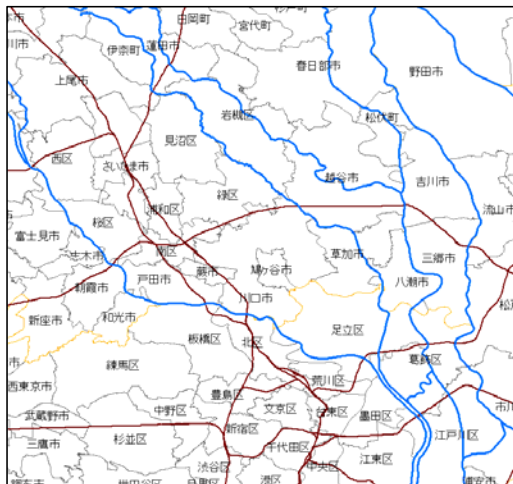 白岡町
宮代町
杉戸町
伊奈町
蓮田市
春日部市
野田市
上尾市
岩槻区
松伏町
見沼区
西区
さいたま市
越谷市
吉川市
緑区
桜区
浦和区
流山市
富士見市
南区
草加市
三郷市
志木市
蕨市
鳩ヶ谷市
戸田市
八潮市
朝霞市
川口市
新座市
和光市
足立区
板橋区
北区
練馬区
葛飾区
荒川区
西東京市
豊島区
文京区
台東区
墨田区
中野区
武蔵野市
新宿区
江戸川区
杉並区
三鷹市
千代田区
江東区
渋谷区
中央区
港区
浦安市